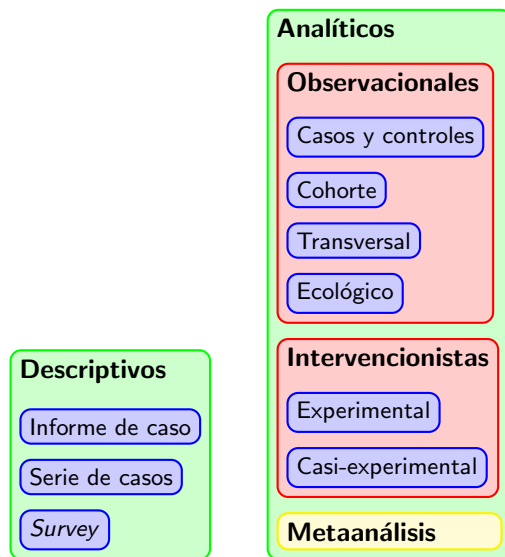 Descriptivos
Informe de caso
Serie de casos
Survey
Analíticos
Observacionales
Casos y controles
Cohorte
Transversal
Ecológico
Intervencionistas
Experimental
Casi-experimental
Metaanálisis